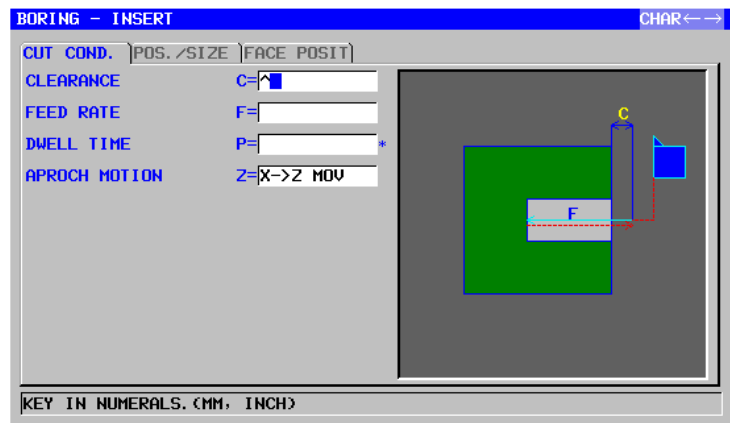 BORING - INSERT CHAR←→
CUT COND. POS./SIZE FACE POSIT
CLEARANCE C=^
FEED RATE F=
DWELL TIME P= *
APROCH MOTION Z=X->Z MOV
C
F
KEY IN NUMERALS.(MM, INCH)